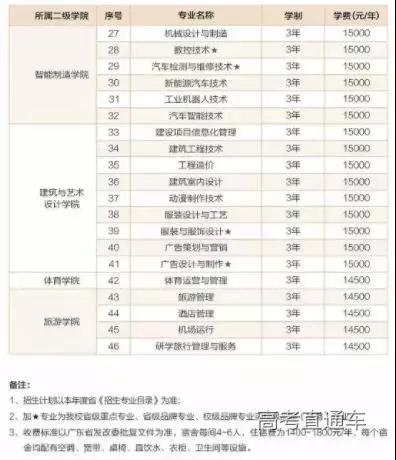 所属二级学院 序号 专业名称 学制 学费(元/年)
智能制造学院
27 机械设计与制造 3年 15000
28 数控技术★ 3年 15000
29 汽车检测与维修技术★ 3年 15000
30 新能源汽车技术 3年 15000
31 工业机器人技术 3年 15000
32 汽车智能技术 3年 15000
建筑与艺术
设计学院
33 建设项目信息化管理 3年 15000
34 建筑工程技术 3年 15000
35 工程造价 3年 15000
36 建筑室内设计 3年 15000
37 动漫制作技术 3年 15000
38 服装设计与工艺 3年 15000
39 服装与服饰设计★ 3年 15000
40 广告策划与营销 3年 15000
41 广告设计与制作★ 3年 15000
体育学院 42 体育运营与管理 3年 14500
旅游学院
43 旅游管理 3年 14500
44 酒店管理 3年 14500
45 机场运行 3年 14500
46 研学旅行管理与服务 3年 14500
备注：
1、招生计划以本年度省《招生专业目录》为准；
2、加★专业为我校省级重点专业、省级品牌专业、校级品牌专业
3、收费标准以广东省发改委批复文件为准，宿舍每间4-6人，住宿费为1400-1800元/年，每个宿
舍均配有空调、宽带、桌椅、直饮水、衣柜、卫生间等设施。
高考直通车